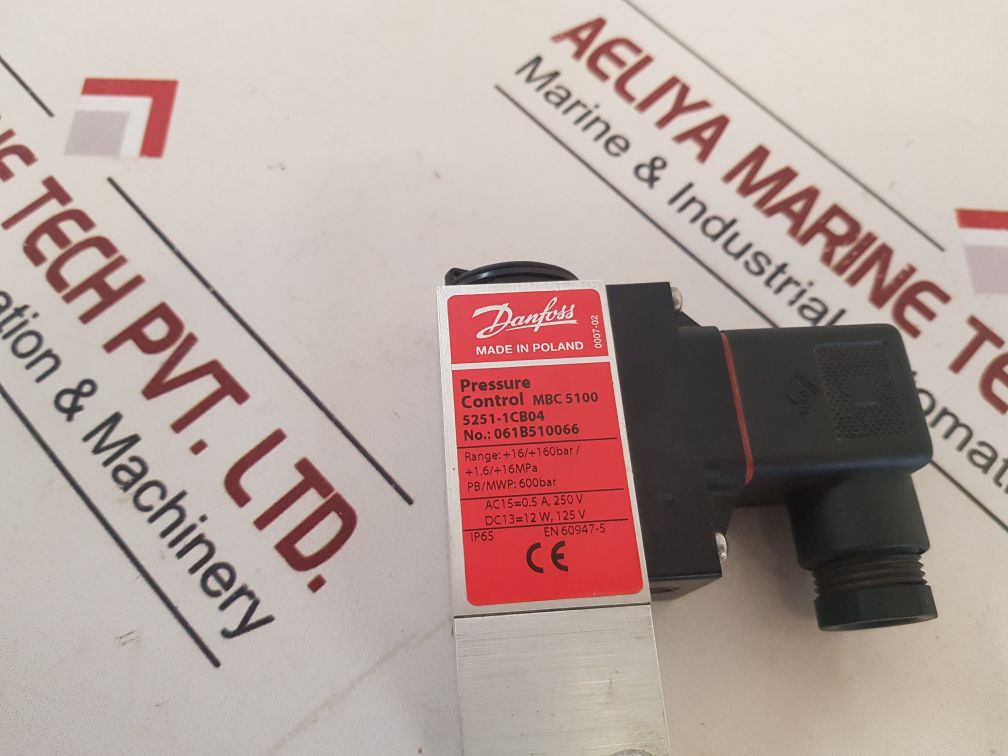 AELIYA MARINE TE
Marine & Industrial Automat
NE TECH PVT. LTD.
ation & Machinery
Danfoss
MADE IN POLAND
0007-02
Pressure
Control MBC 5100
5251-1CB04
No.: 061B510066
Range: +16/+160bar /
+1.6/+16MPa
PB/MWP: 600bar
AC15=0.5 A, 250 V
DC13=12 W, 125 V
IP65 EN 60947-5
CE